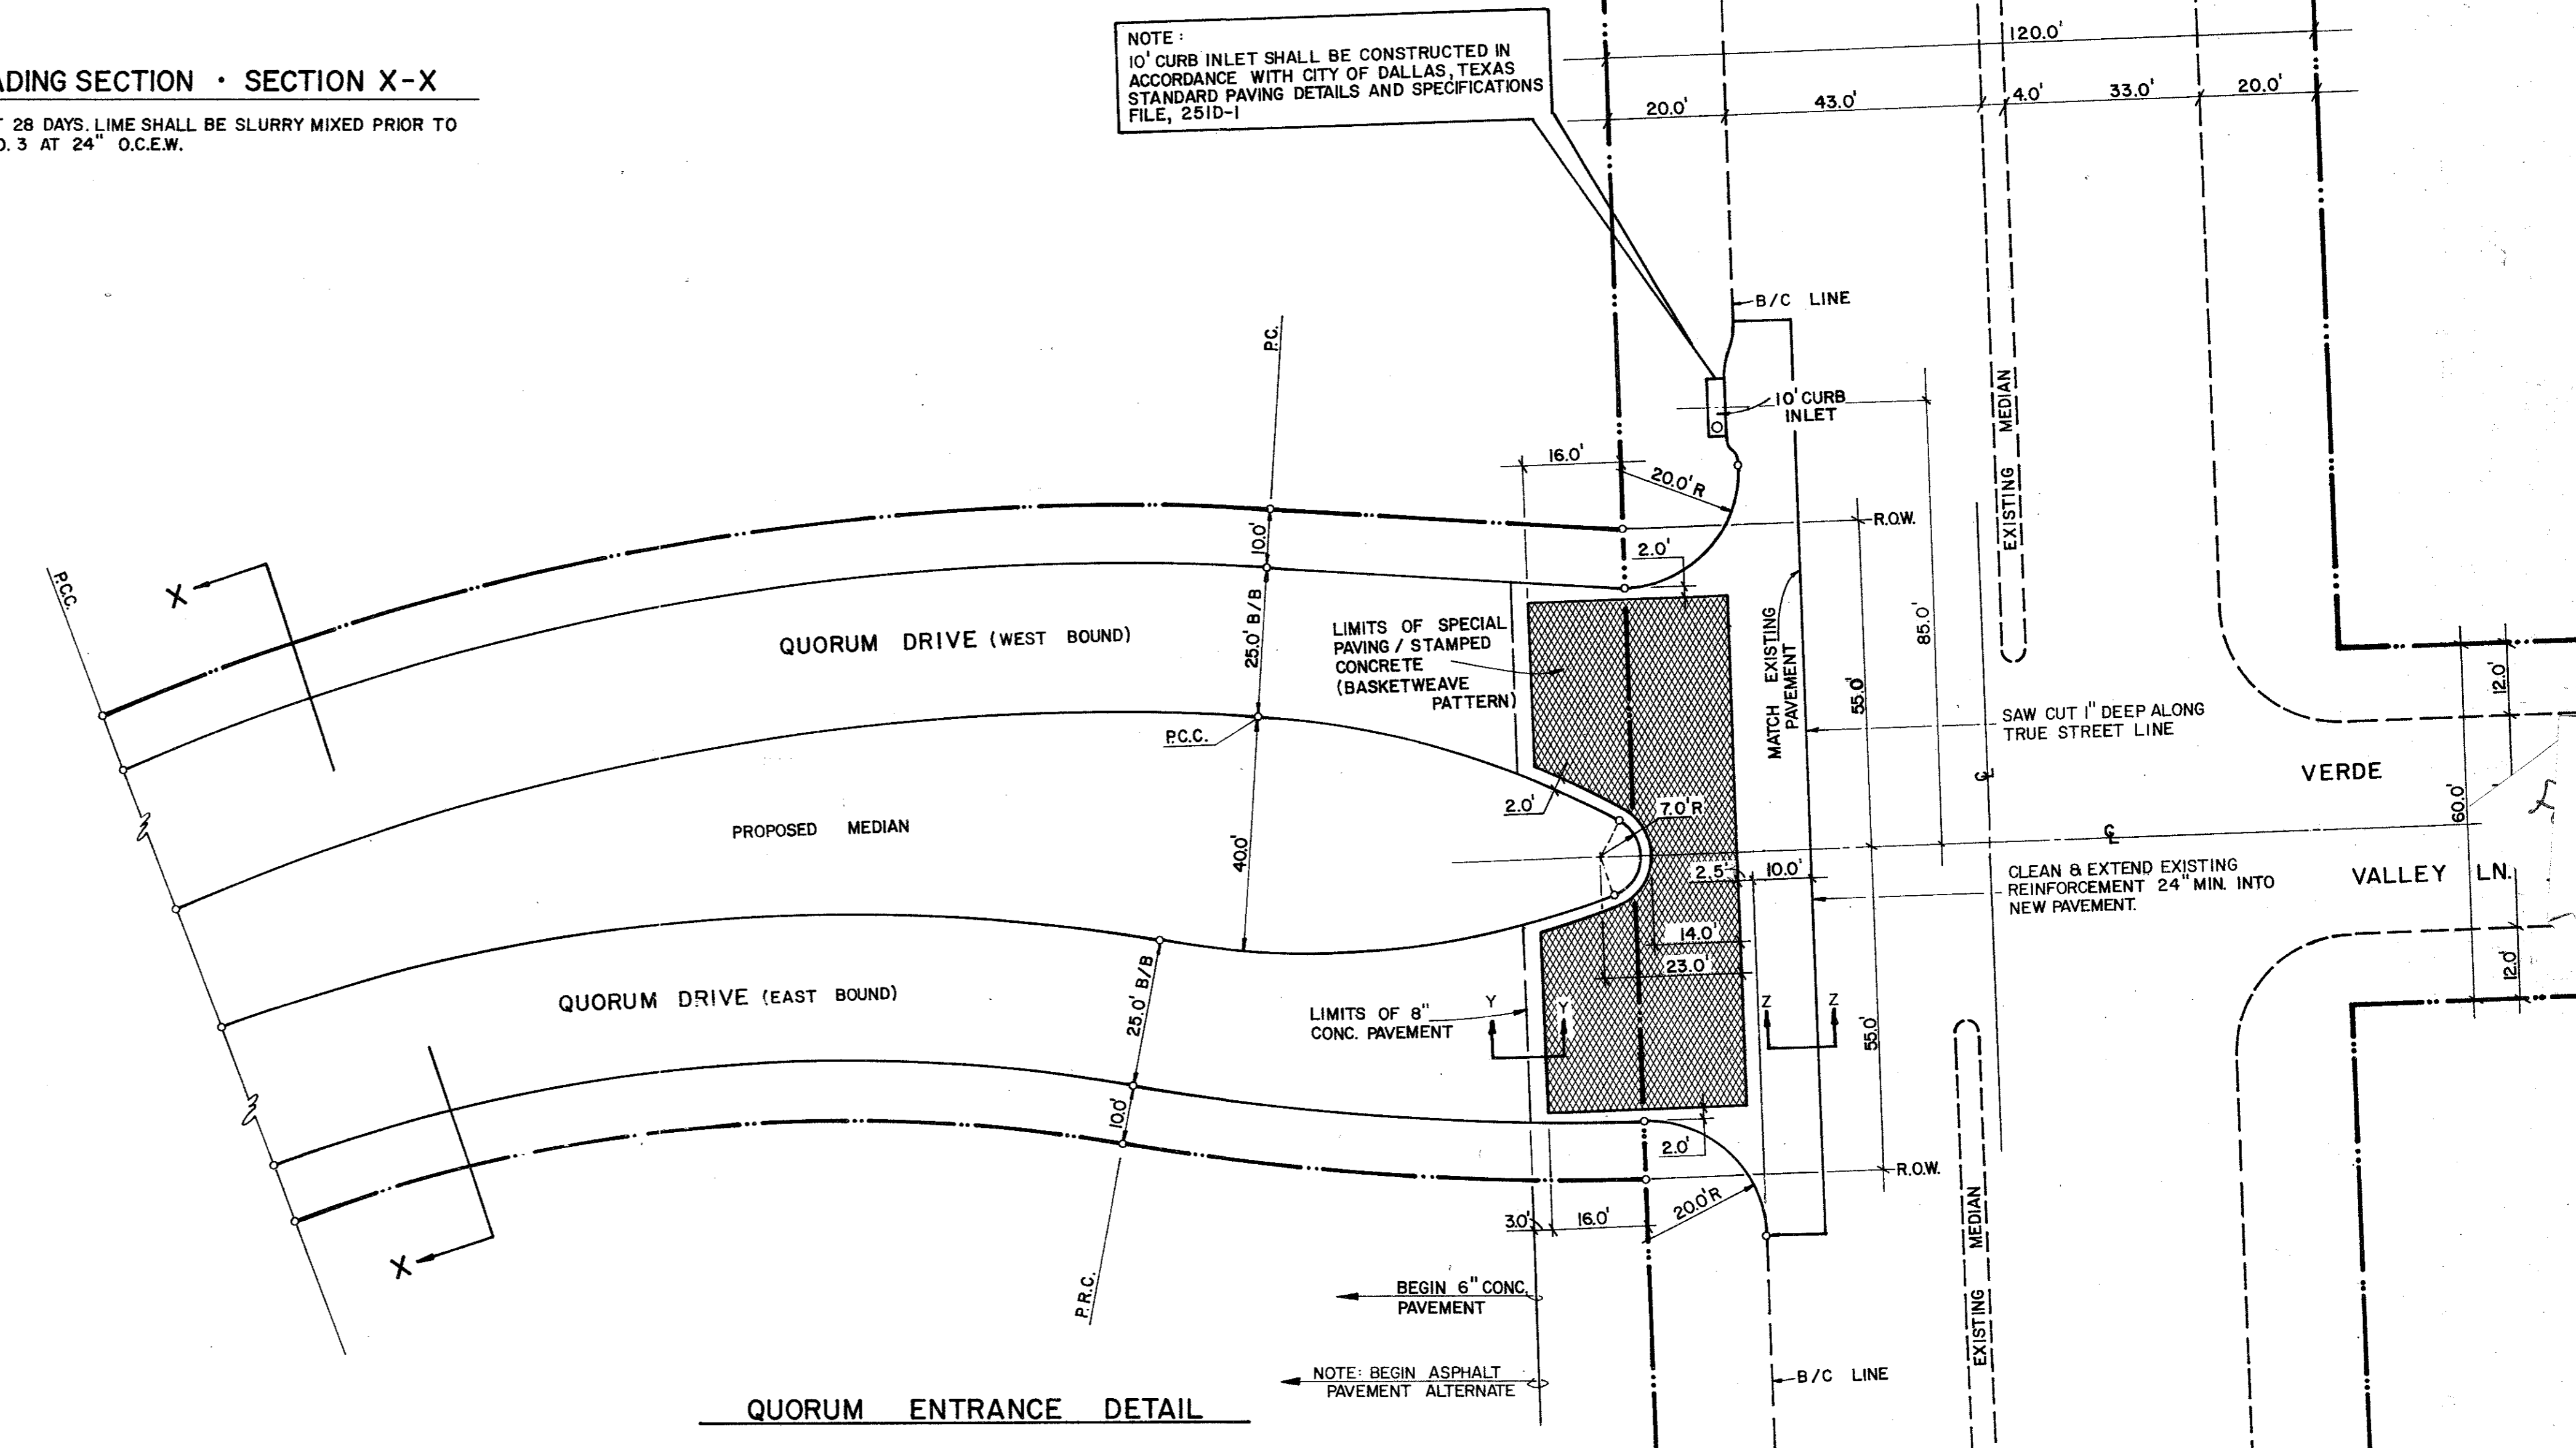 ADING SECTION · SECTION X-X
T 28 DAYS. LIME SHALL BE SLURRY MIXED PRIOR TO
O. 3 AT 24" O.C.E.W.
NOTE :
10' CURB INLET SHALL BE CONSTRUCTED IN
ACCORDANCE WITH CITY OF DALLAS, TEXAS
STANDARD PAVING DETAILS AND SPECIFICATIONS
FILE, 251D-1
120.0'
20.0'
43.0'
4.0'
33.0'
20.0'
B/C LINE
P.C.
10' CURB
INLET
EXISTING MEDIAN
16.0'
20.0' R
R.O.W.
10.0'
2.0'
P.C.C.
X
25.0' B/B
QUORUM DRIVE (WEST BOUND)
LIMITS OF SPECIAL
PAVING / STAMPED
CONCRETE
(BASKETWEAVE
PATTERN)
MATCH EXISTING
PAVEMENT
85.0'
55.0'
12.0'
SAW CUT 1" DEEP ALONG
TRUE STREET LINE
P.C.C.
VERDE
60.0'
2.0'
7.0' R
PROPOSED MEDIAN
40.0'
℄
℄
2.5'
10.0'
CLEAN & EXTEND EXISTING
REINFORCEMENT 24" MIN. INTO
NEW PAVEMENT.
VALLEY LN.
14.0'
23.0'
12.0'
QUORUM DRIVE (EAST BOUND)
25.0' B/B
LIMITS OF 8"
CONC. PAVEMENT
Y
Y
Z
Z
55.0'
10.0'
2.0'
R.O.W.
3.0'
16.0'
20.0' R
EXISTING MEDIAN
X
P.R.C.
BEGIN 6" CONC.
PAVEMENT
NOTE: BEGIN ASPHALT
PAVEMENT ALTERNATE
B/C LINE
QUORUM ENTRANCE DETAIL